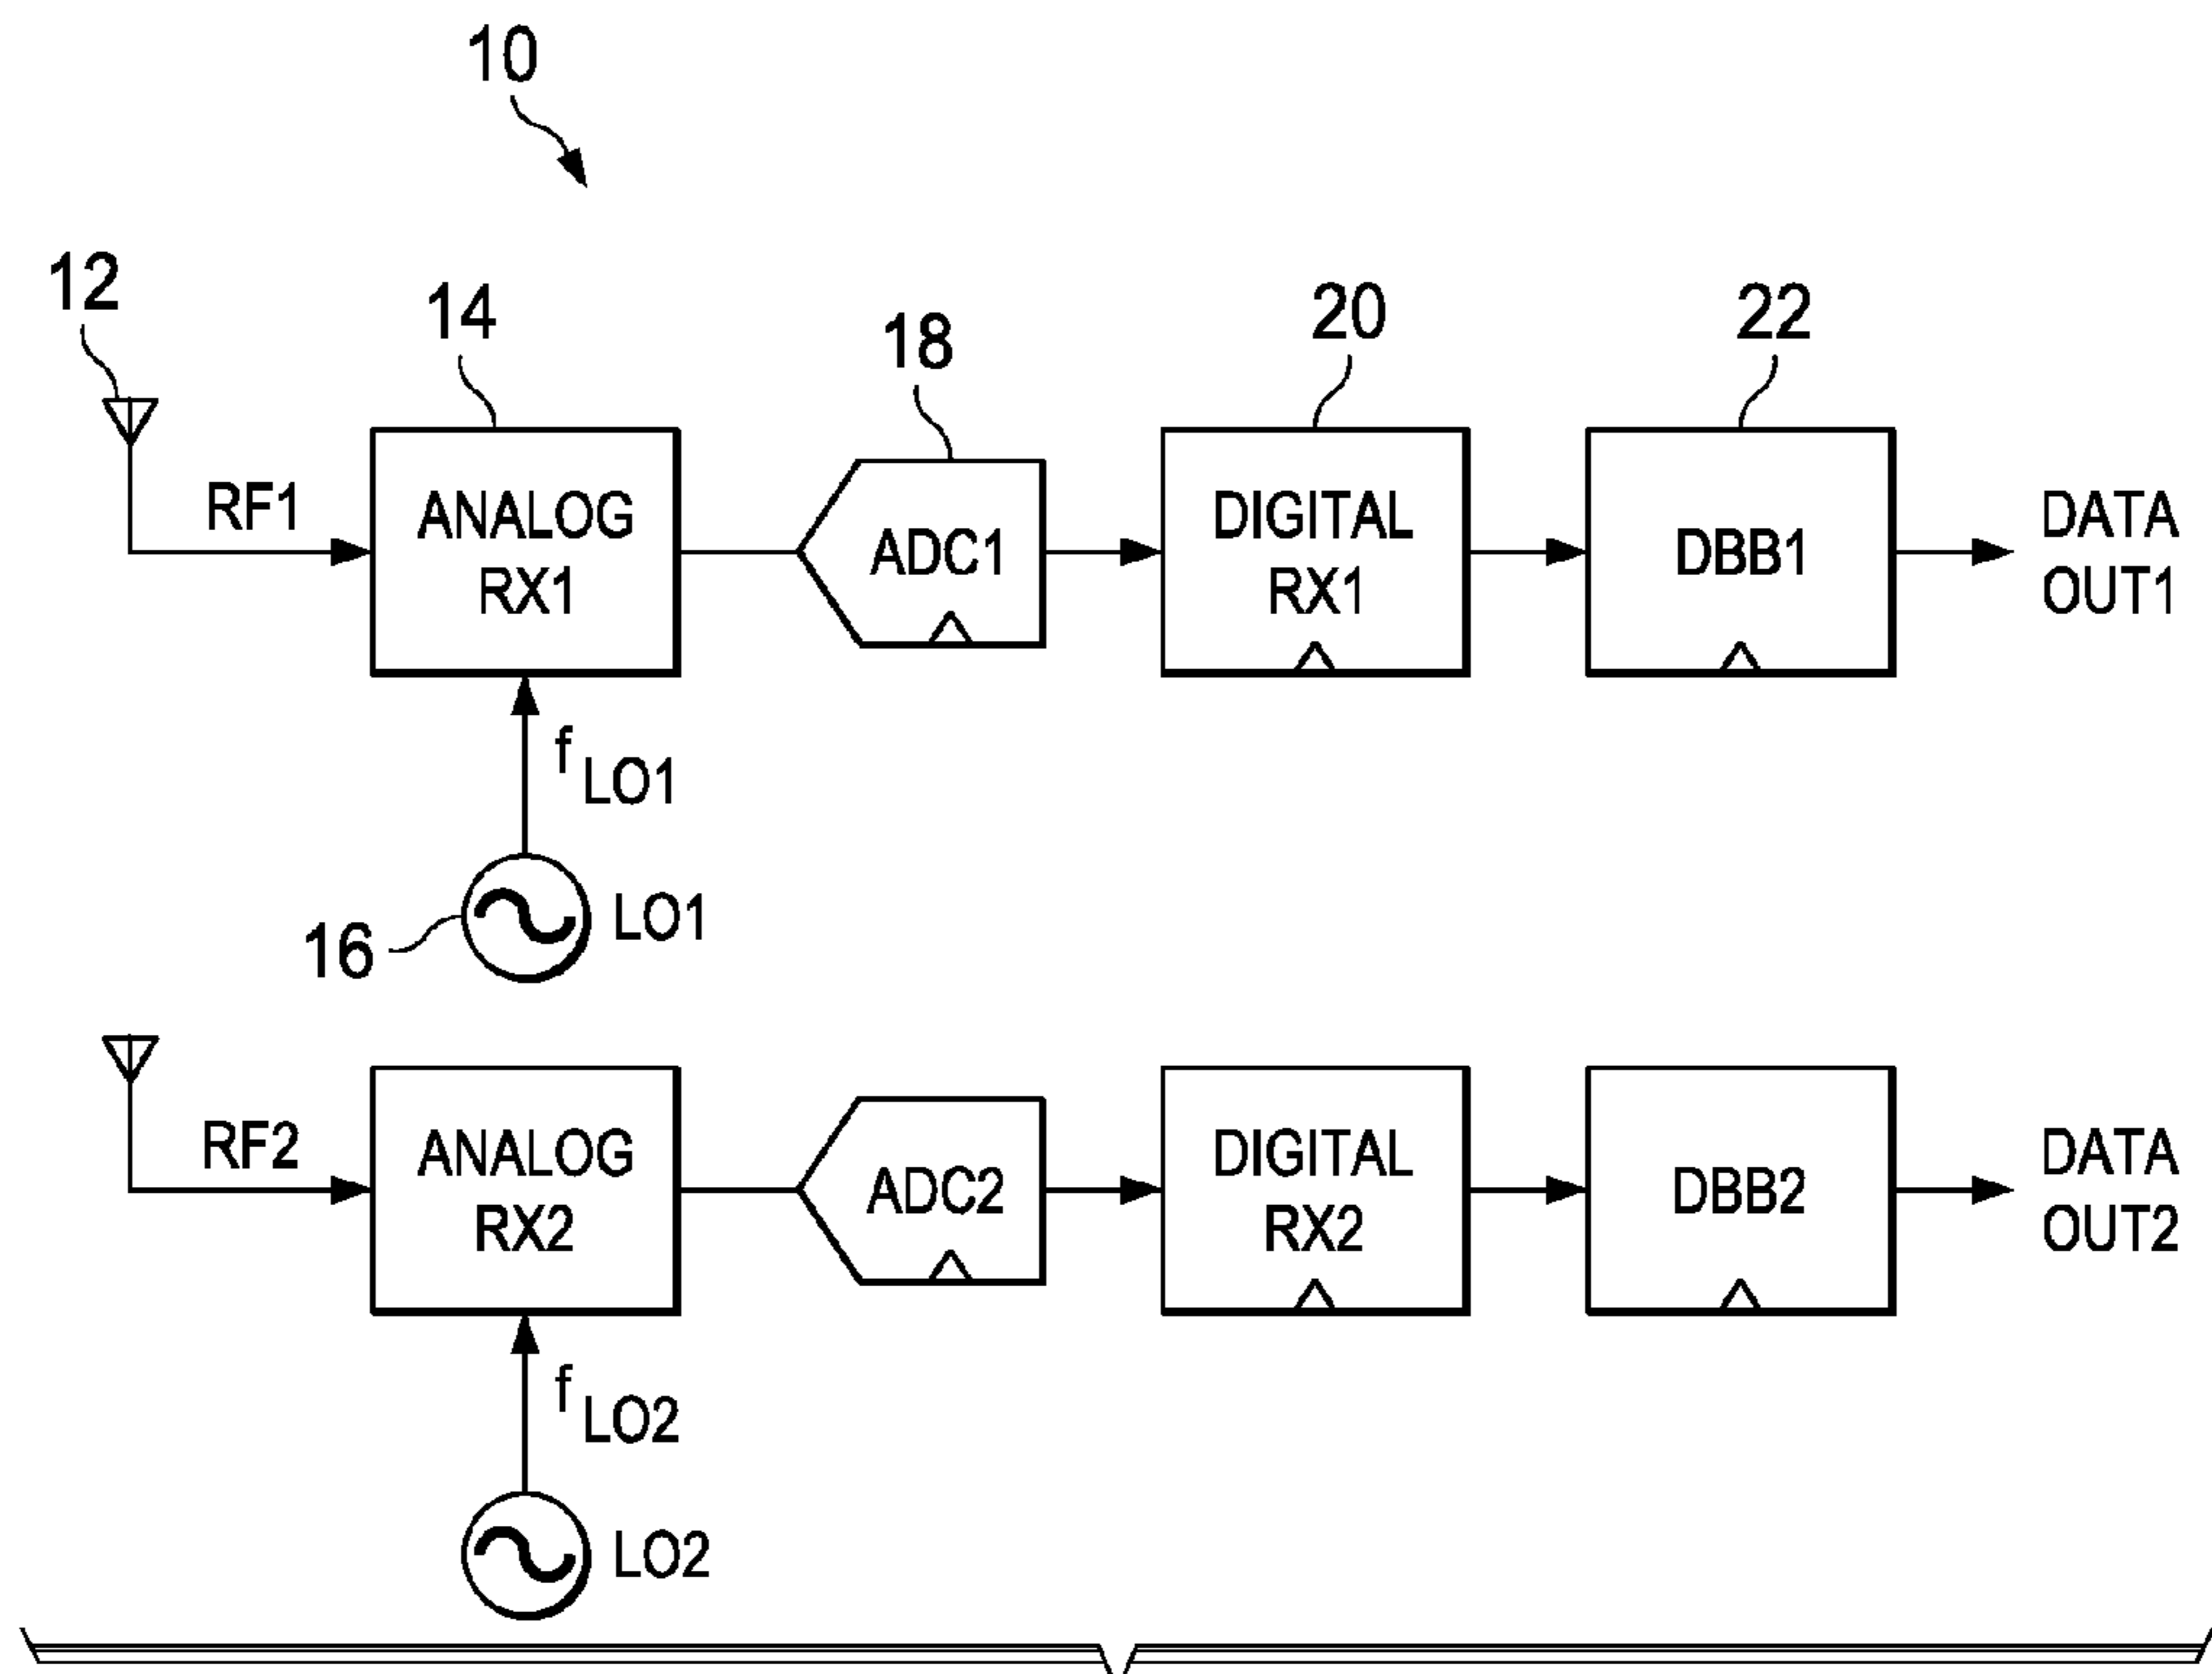 10
12
14
18
20
22
RF1
ANALOG
RX1
ADC1
DIGITAL
RX1
DBB1
DATA
OUT1
f LO1
16
LO1
RF2
ANALOG
RX2
ADC2
DIGITAL
RX2
DBB2
DATA
OUT2
f LO2
LO2